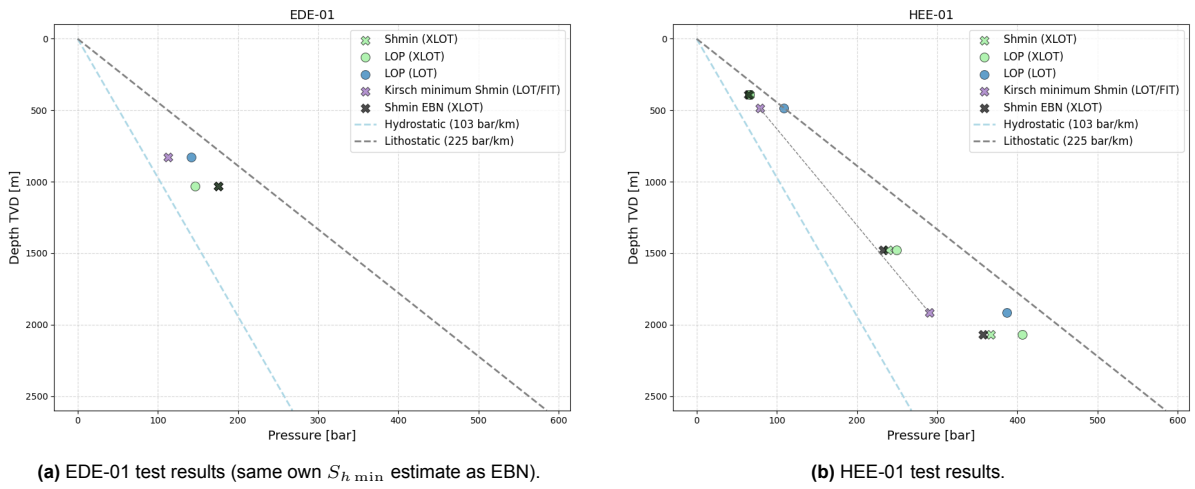 EDE-01
Shmin (XLOT)
LOP (XLOT)
LOP (LOT)
Kirsch minimum Shmin (LOT/FIT)
Shmin EBN (XLOT)
Hydrostatic (103 bar/km)
Lithostatic (225 bar/km)
0
500
1000
1500
2000
2500
Depth TVD [m]
0 100 200 300 400 500 600
Pressure [bar]
(a) EDE-01 test results (same own S_{h min} estimate as EBN).
HEE-01
Shmin (XLOT)
LOP (XLOT)
LOP (LOT)
Kirsch minimum Shmin (LOT/FIT)
Shmin EBN (XLOT)
Hydrostatic (103 bar/km)
Lithostatic (225 bar/km)
0
500
1000
1500
2000
2500
Depth TVD [m]
0 100 200 300 400 500 600
Pressure [bar]
(b) HEE-01 test results.